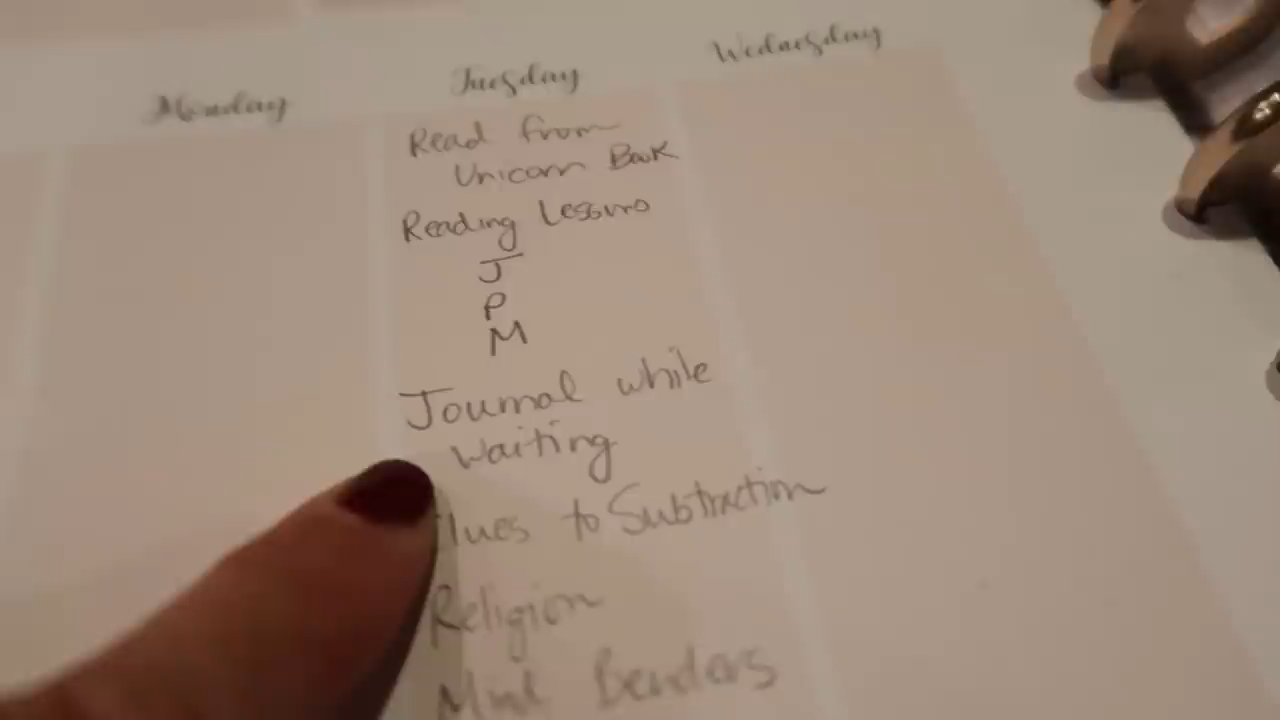 Monday
Tuesday
Wednesday
Read from
Unicorn Book
Reading Lessons
J
P
M
Journal while
waiting
lues to Subtraction
Religion
Mind Benders